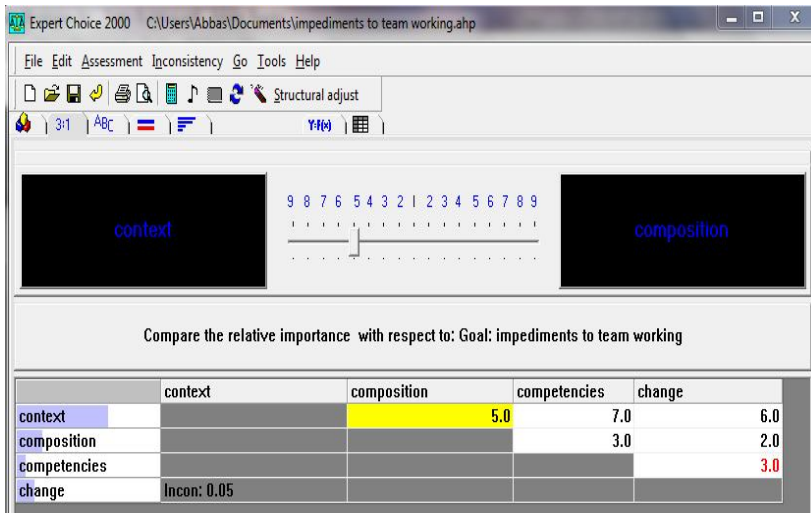 Expert Choice 2000 C:\Users\Abbas\Documents\impediments to team working.ahp
File Edit Assessment Inconsistency Go Tools Help
Structural adjust
3:1 ABC Y=F(x)
9 8 7 6 5 4 3 2 1 2 3 4 5 6 7 8 9
context composition
Compare the relative importance with respect to: Goal: impediments to team working
context composition competencies change
context 5.0 7.0 6.0
composition 3.0 2.0
competencies 3.0
change Incon: 0.05